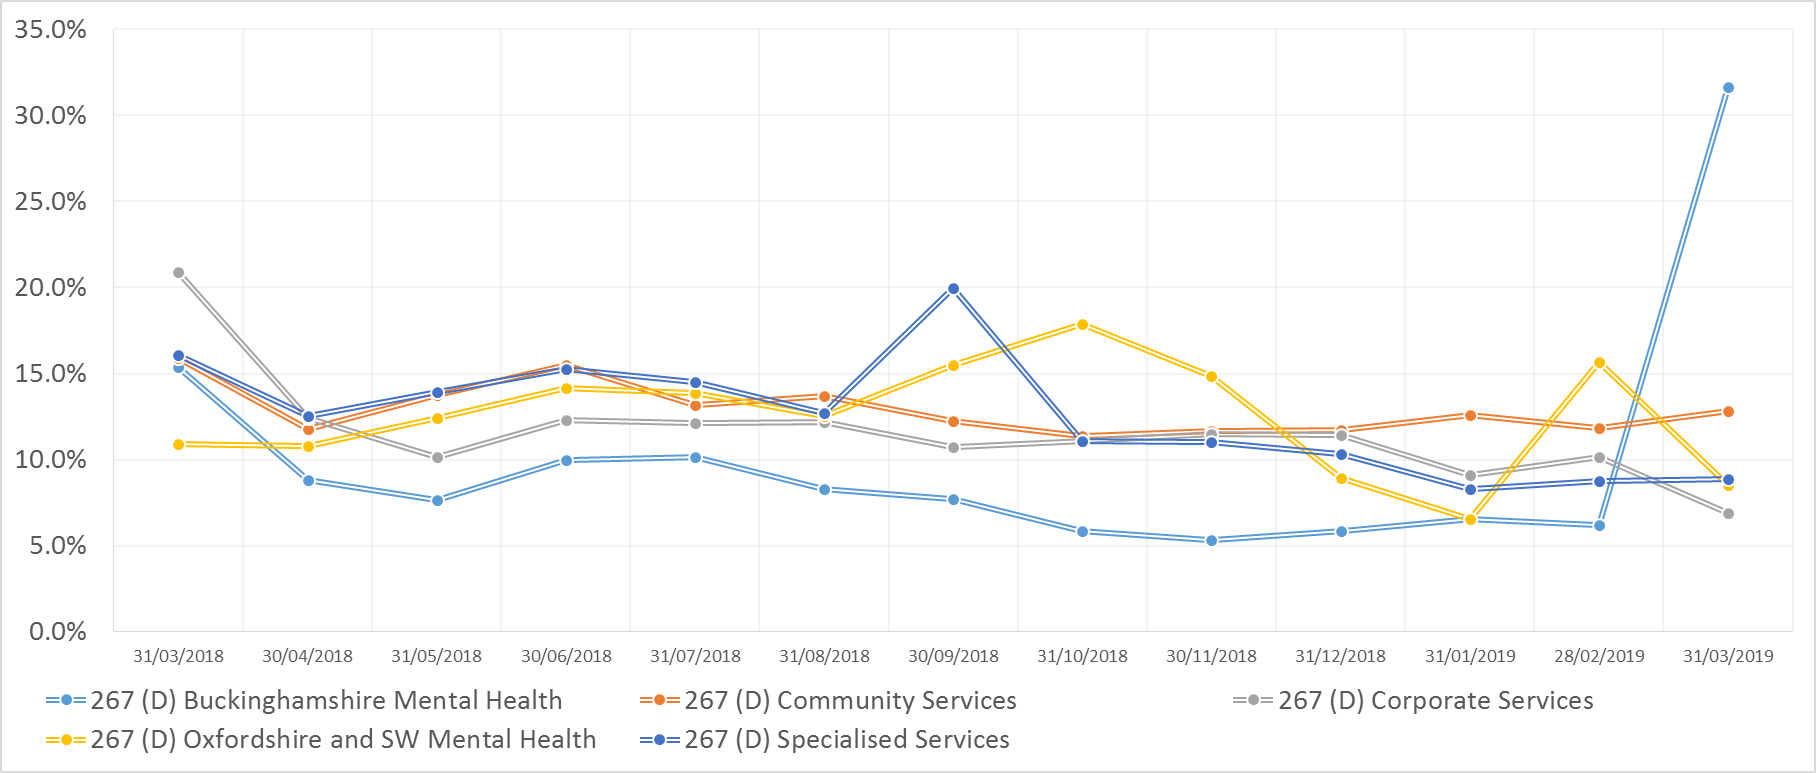 35.0%
30.0%
25.0%
20.0%
15.0%
10.0%
5.0%
0.0%
31/03/2018 30/04/2018 31/05/2018 30/06/2018 31/07/2018 31/08/2018 30/09/2018 31/10/2018 30/11/2018 31/12/2018 31/01/2019 28/02/2019 31/03/2019
267 (D) Buckinghamshire Mental Health 267 (D) Community Services 267 (D) Corporate Services
267 (D) Oxfordshire and SW Mental Health 267 (D) Specialised Services